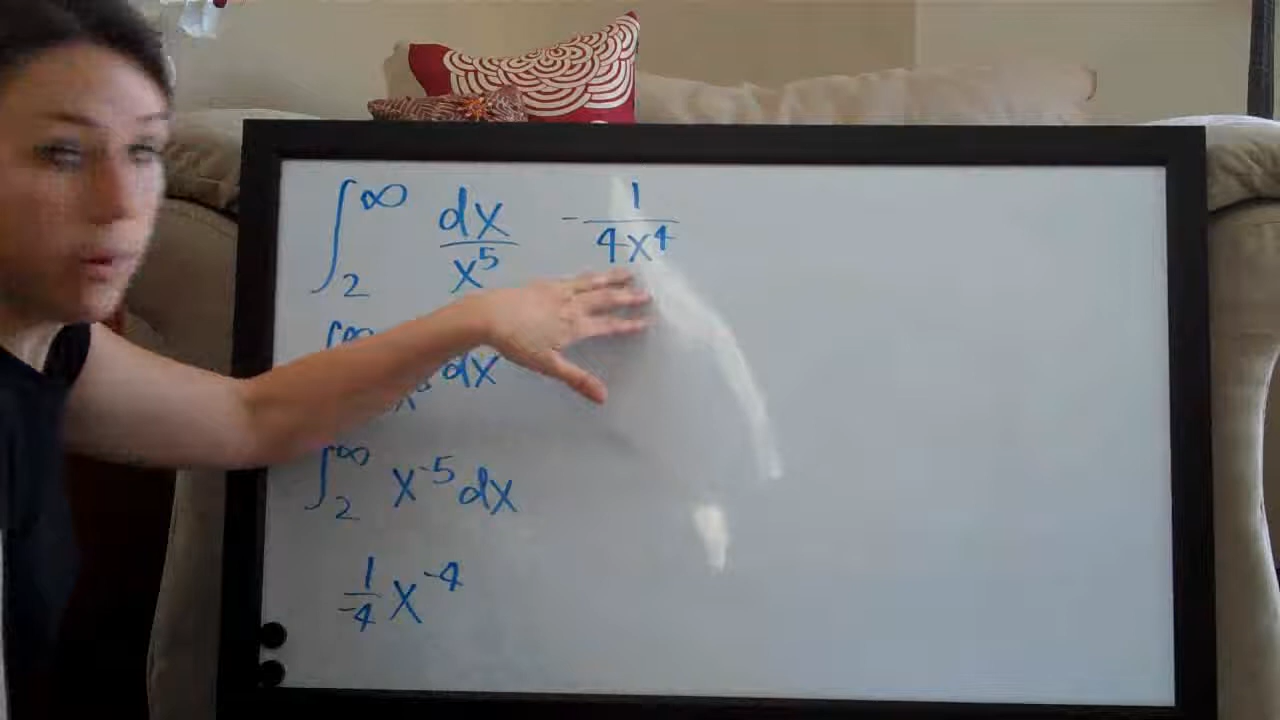 ∫₂^∞ dx/x⁵
∫ ∞ dx
∫₂^∞ x⁻⁵ dx
1/-4 x⁻⁴
- 1/4x⁴